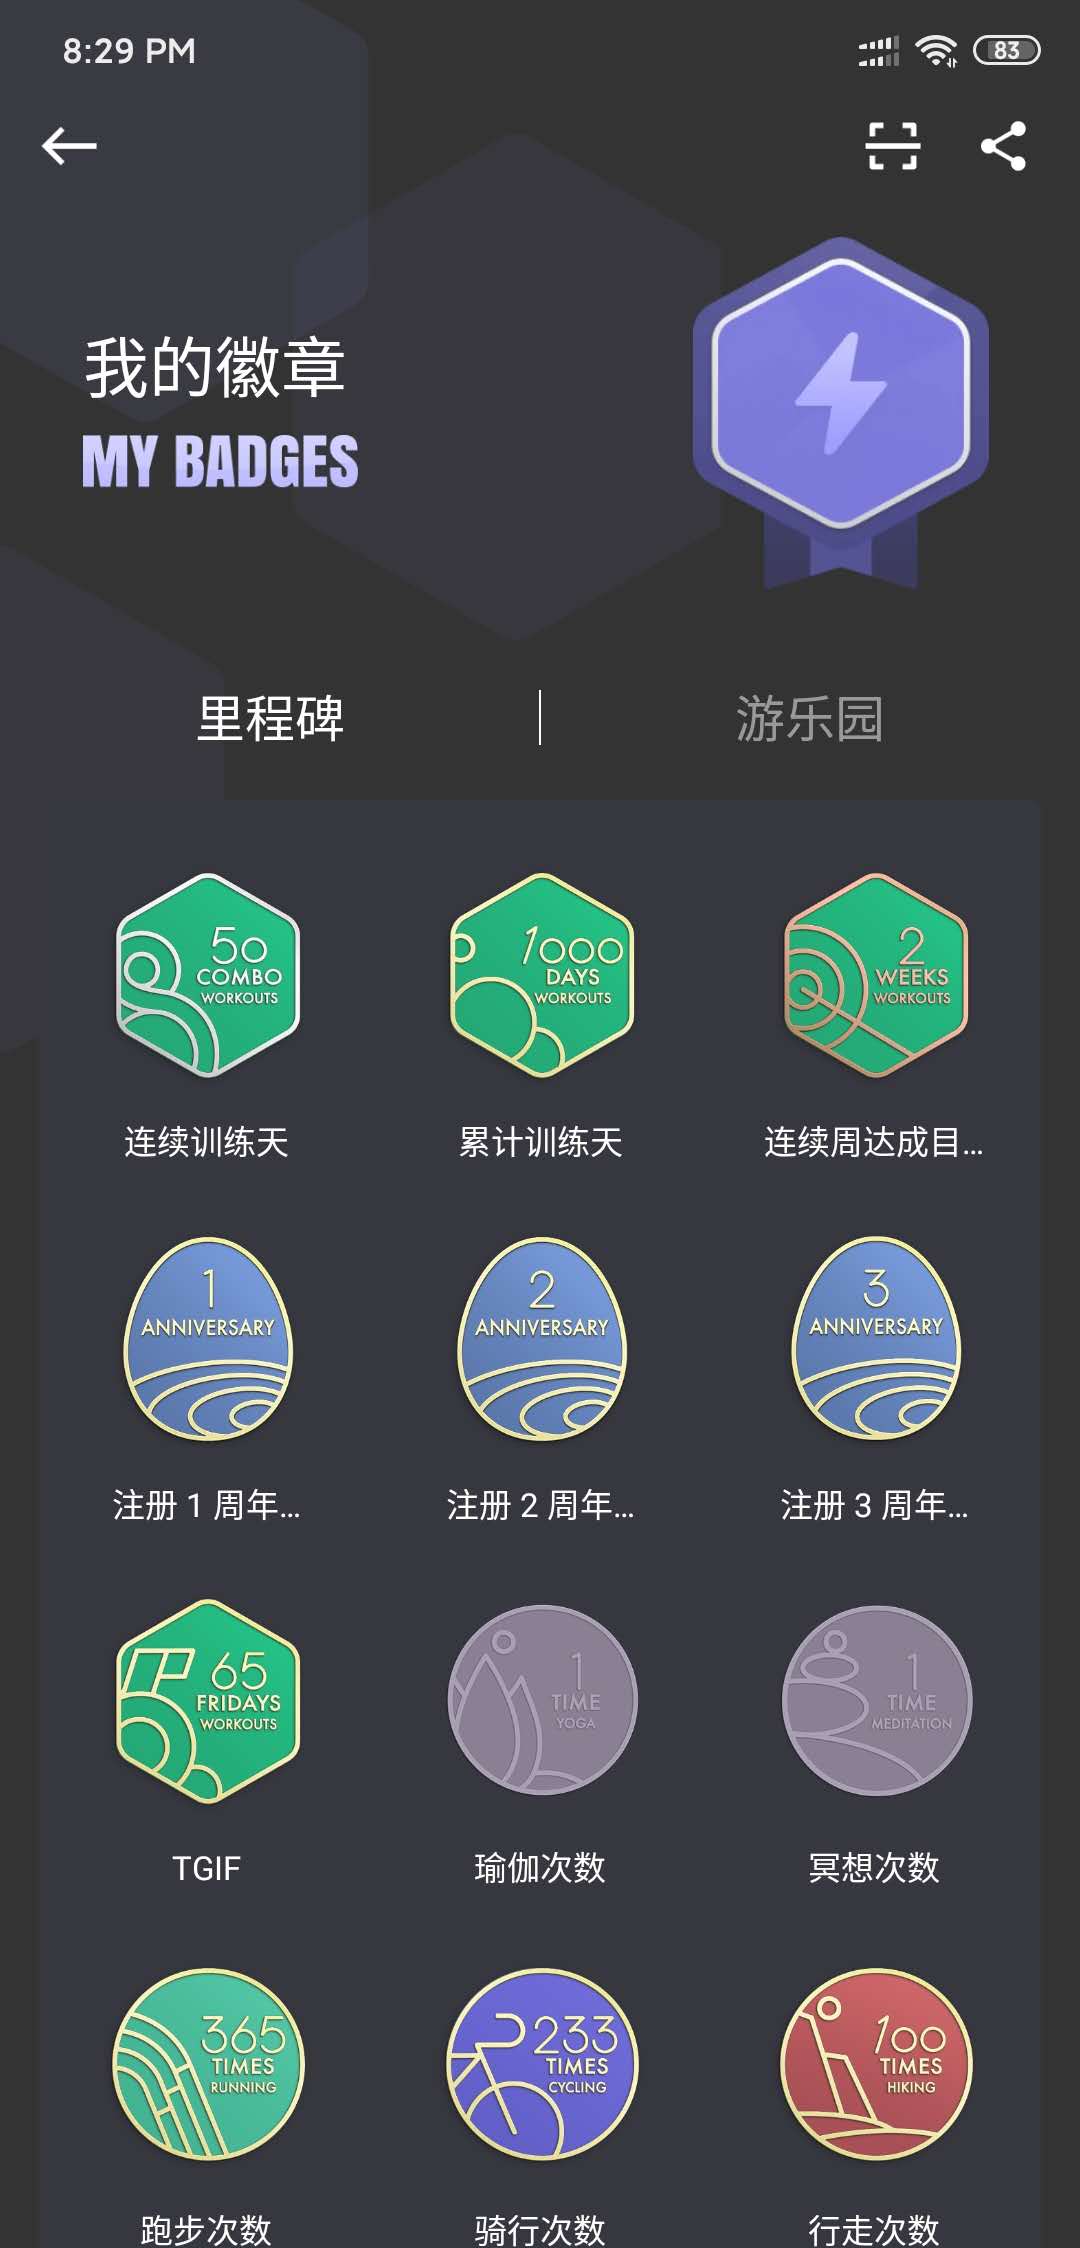 8:29 PM
83
我的徽章
MY BADGES
里程碑
游乐园
50
COMBO
WORKOUTS
1000
DAYS
WORKOUTS
2
WEEKS
WORKOUTS
连续训练天
累计训练天
连续周达成目...
1
ANNIVERSARY
2
ANNIVERSARY
3
ANNIVERSARY
注册 1 周年...
注册 2 周年...
注册 3 周年...
65
FRIDAYS
WORKOUTS
1
TIME
YOGA
1
TIME
MEDITATION
TGIF
瑜伽次数
冥想次数
365
TIMES
RUNNING
233
TIMES
CYCLING
100
TIMES
HIKING
跑步次数
骑行次数
行走次数